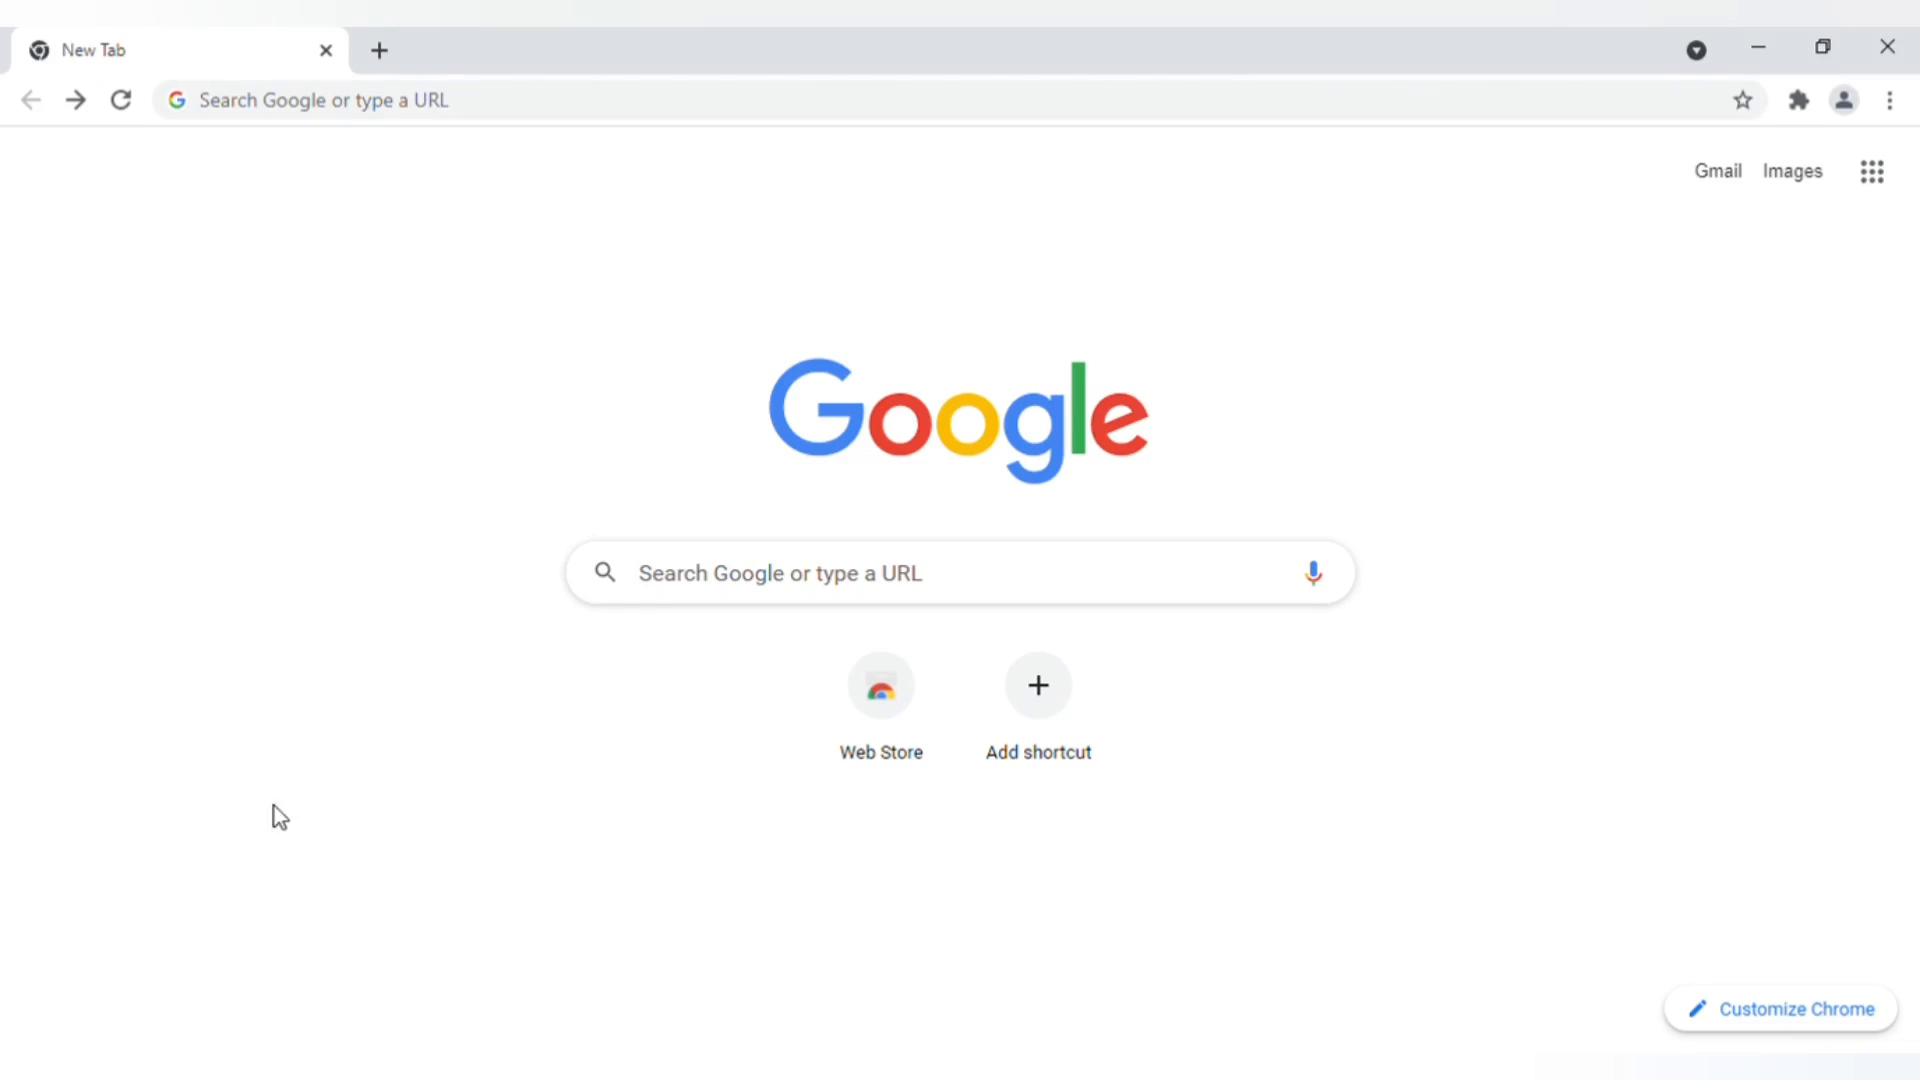 New Tab
Search Google or type a URL
Gmail Images
Google
Search Google or type a URL
Web Store Add shortcut
Customize Chrome